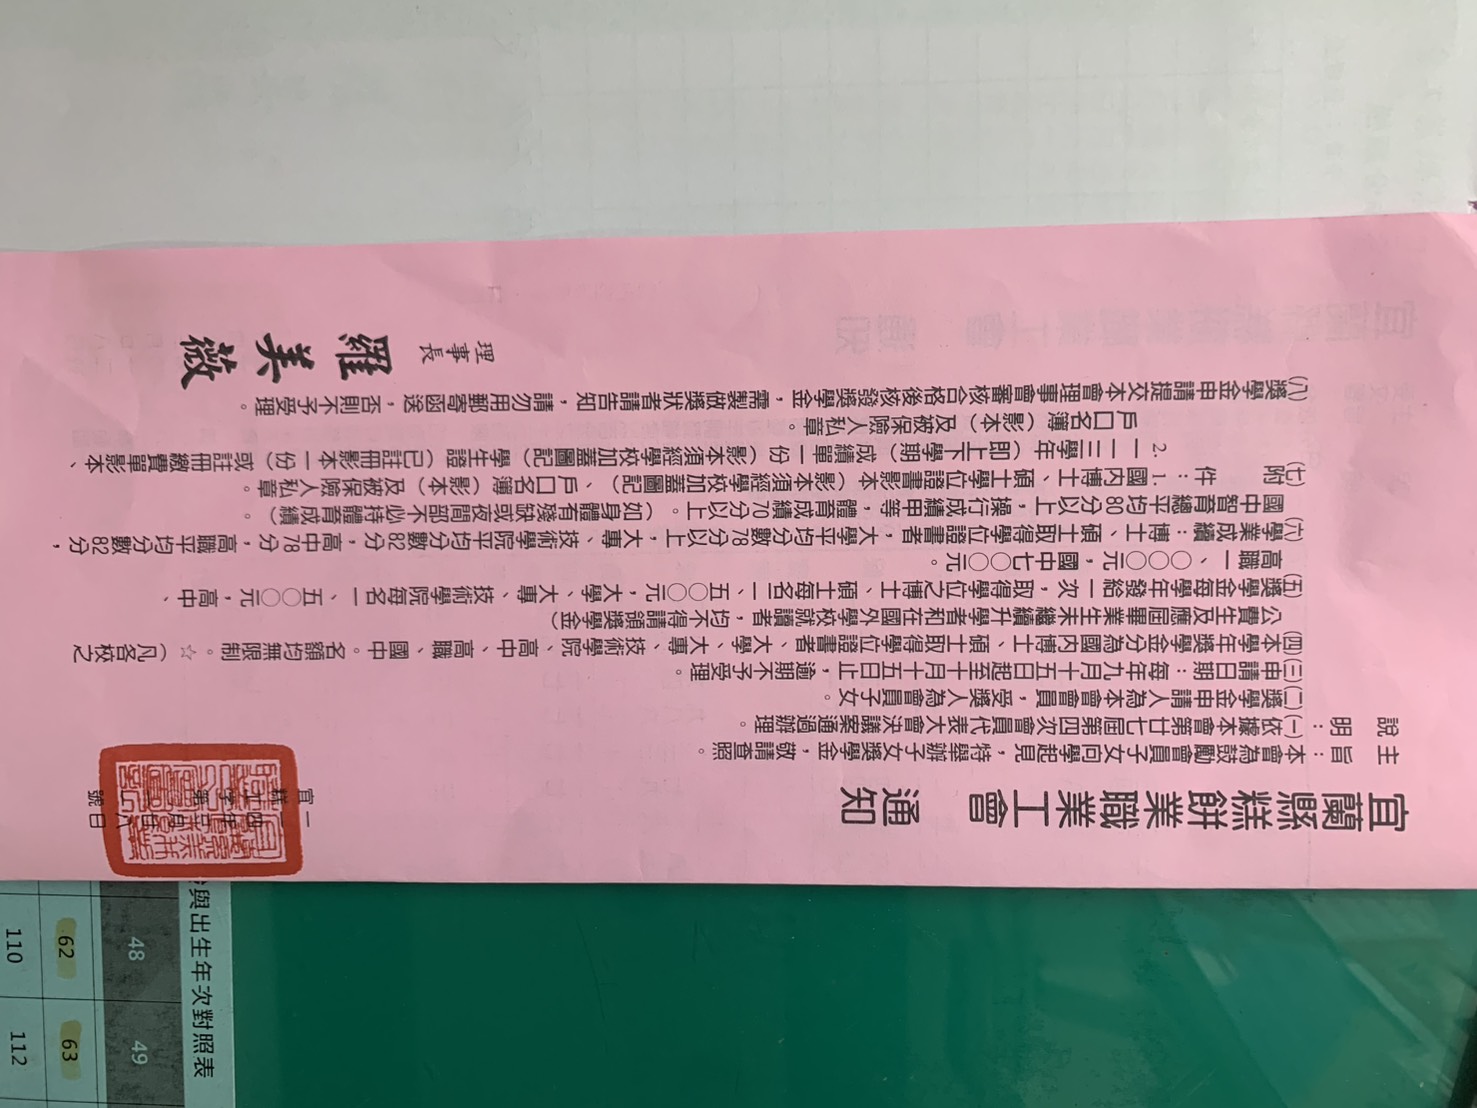 宜蘭縣糕餅業職業工會　通知
主　旨：本會為鼓勵會員子女向學起見，特舉辦子女獎學金，敬請查照。
說　明：㈠依據本會第廿七屆第四次會員代表大會決議案通過辦理。
㈡獎學金申請人為本會會員，受獎人為會員子女。
㈢申請日期：每年九月十五日起至十月十五日止，逾期不予受理。
㈣本學年獎學金分為國內博士、碩士取得學位證書者、大學、大專、技術學院、高中、高職、國中。名額均無限制。☆（凡各校之
公費生及應屆畢業生未繼續升學者和在國外學校就讀者，均不得請領獎學金）
㈤獎學金每學年發給一次，取得學位之博士、碩士每名二、五○○元，大學、大專、技術學院每名一、五○○元，高中、
高職一、○○○元，國中七○○元。
㈥學業成績：博士、碩士取得學位證書者，大學平均分數78分以上，大專、技術學院平均分數82分，高中78分，高職平均分數82分，
國中智育總平均80分以上，操行成績甲等，體育成績70分以上。（如身體有殘缺或夜間部不必持體育成績）。
㈦附　件：1.國內博士、碩士學位證書影本（影本須經學校加蓋圖記）、戶口名簿（影本）及被保險人私章。
2.一一三學年（即上下學期）成績單一份（影本須經學校加蓋圖記）學生證（已註冊影本一份）或註冊繳費單影本、
戶口名簿（影本）及被保險人私章。
㈧獎學金申請提交本會理事會審核合格後核發獎學金，需製做獎狀者請告知，請勿用郵寄函送，否則不予受理。
理事長
羅美薇
與出生年次對照表
48 49
62 63
110 112